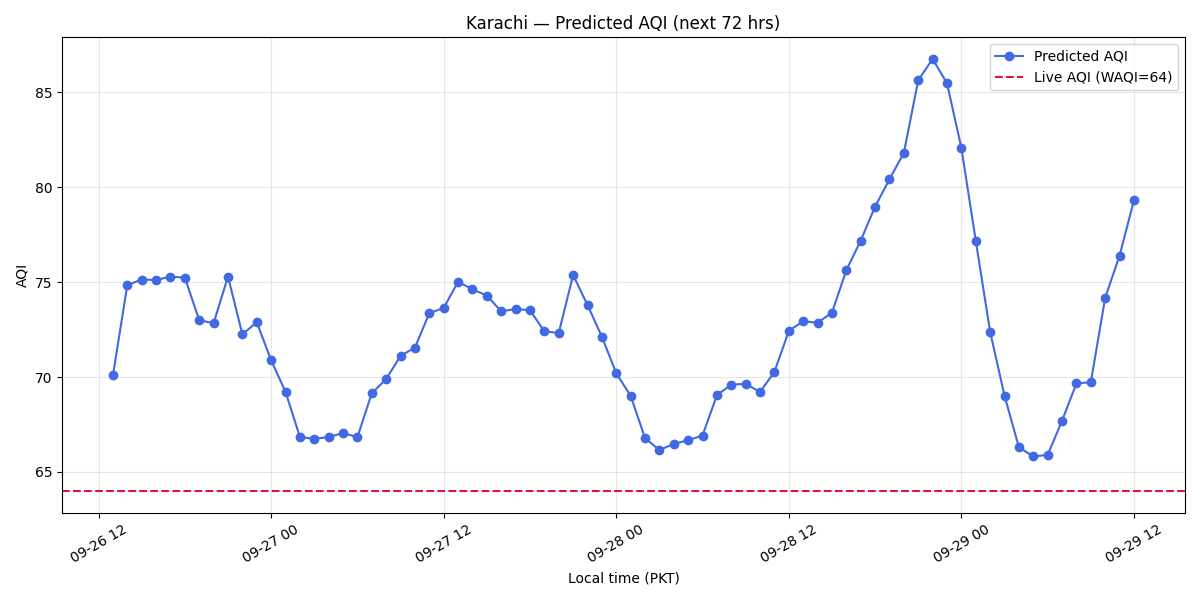 Karachi — Predicted AQI (next 72 hrs)
Predicted AQI
Live AQI (WAQI=64)
AQI
85
80
75
70
65
09-26 12
09-27 00
09-27 12
09-28 00
09-28 12
09-29 00
09-29 12
Local time (PKT)